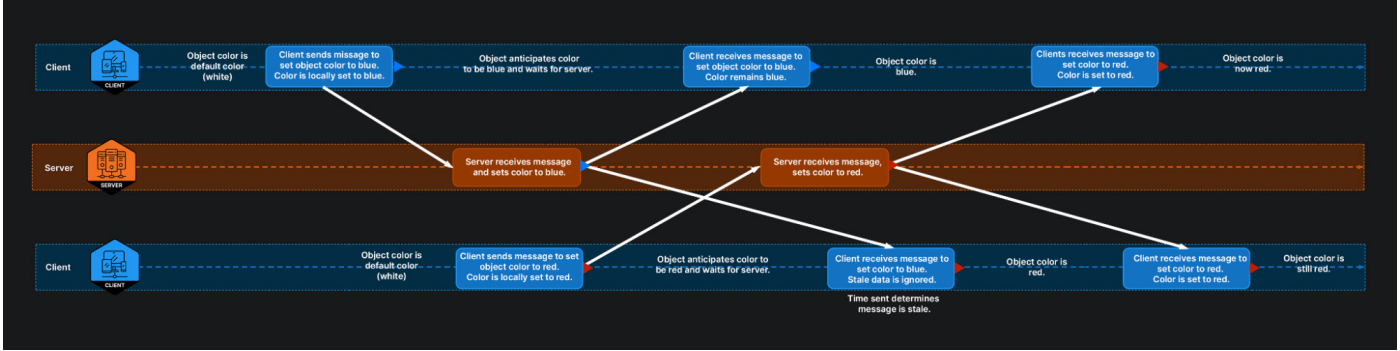 Client
CLIENT
Object color is
default color
(white)
Client sends missage to
set object color to blue.
Color is locally set to blue.
Object anticipates color
to be blue and waits for server.
Client receives message to
set object color to blue.
Color remains blue.
Object color is
blue.
Clients receives message to
set color to red.
Color is set to red.
Object color is
now red.
Server
SERVER
Server receives message
and sets color to blue.
Server receives message,
sets color to red.
Client
CLIENT
Object color is
default color
(white)
Client sends message to set
object color to red.
Color is locally set to red.
Object anticipates color to
be red and waits for server.
Client receives message to
set color to blue.
Stale data is ignored.
Time sent determines
message is stale.
Object color is
red.
Client receives message to
set color to red.
Color is set to red.
Object color is
still red.